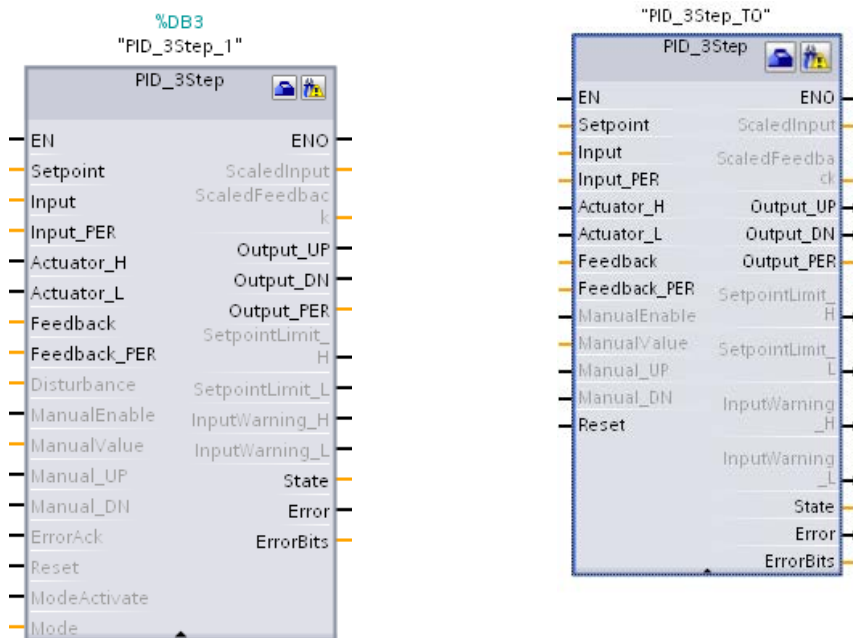 %DB3
"PID_3Step_1"
PID_3Step
EN
ENO
Setpoint
ScaledInput
Input
ScaledFeedbac
k
Input_PER
Actuator_H
Output_UP
Actuator_L
Output_DN
Feedback
Output_PER
Feedback_PER
SetpointLimit_
H
Disturbance
SetpointLimit_L
ManualEnable
InputWarning_H
ManualValue
InputWarning_L
Manual_UP
State
Manual_DN
Error
ErrorAck
ErrorBits
Reset
ModeActivate
Mode
"PID_3Step_TO"
PID_3Step
EN
ENO
Setpoint
ScaledInput
Input
ScaledFeedba
ck
Input_PER
Actuator_H
Output_UP
Actuator_L
Output_DN
Feedback
Output_PER
Feedback_PER
SetpointLimit_
H
ManualEnable
ManualValue
SetpointLimit_
L
Manual_UP
Manual_DN
InputWarning
_H
Reset
InputWarning
_L
State
Error
ErrorBits